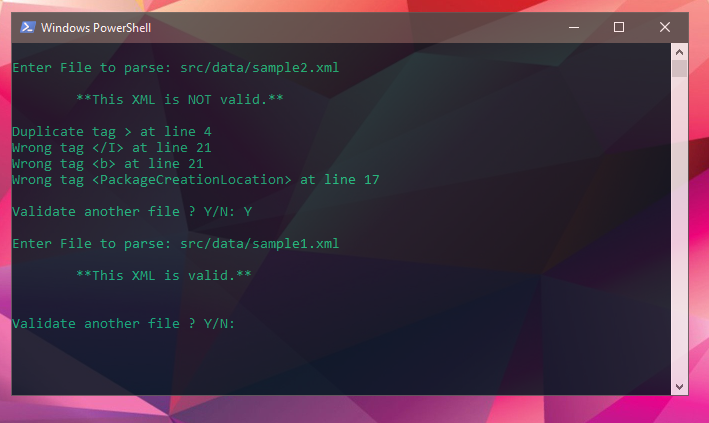 Windows PowerShell
Enter File to parse: src/data/sample2.xml
**This XML is NOT valid.**
Duplicate tag > at line 4
Wrong tag </I> at line 21
Wrong tag <b> at line 21
Wrong tag <PackageCreationLocation> at line 17
Validate another file ? Y/N: Y
Enter File to parse: src/data/sample1.xml
**This XML is valid.**
Validate another file ? Y/N: